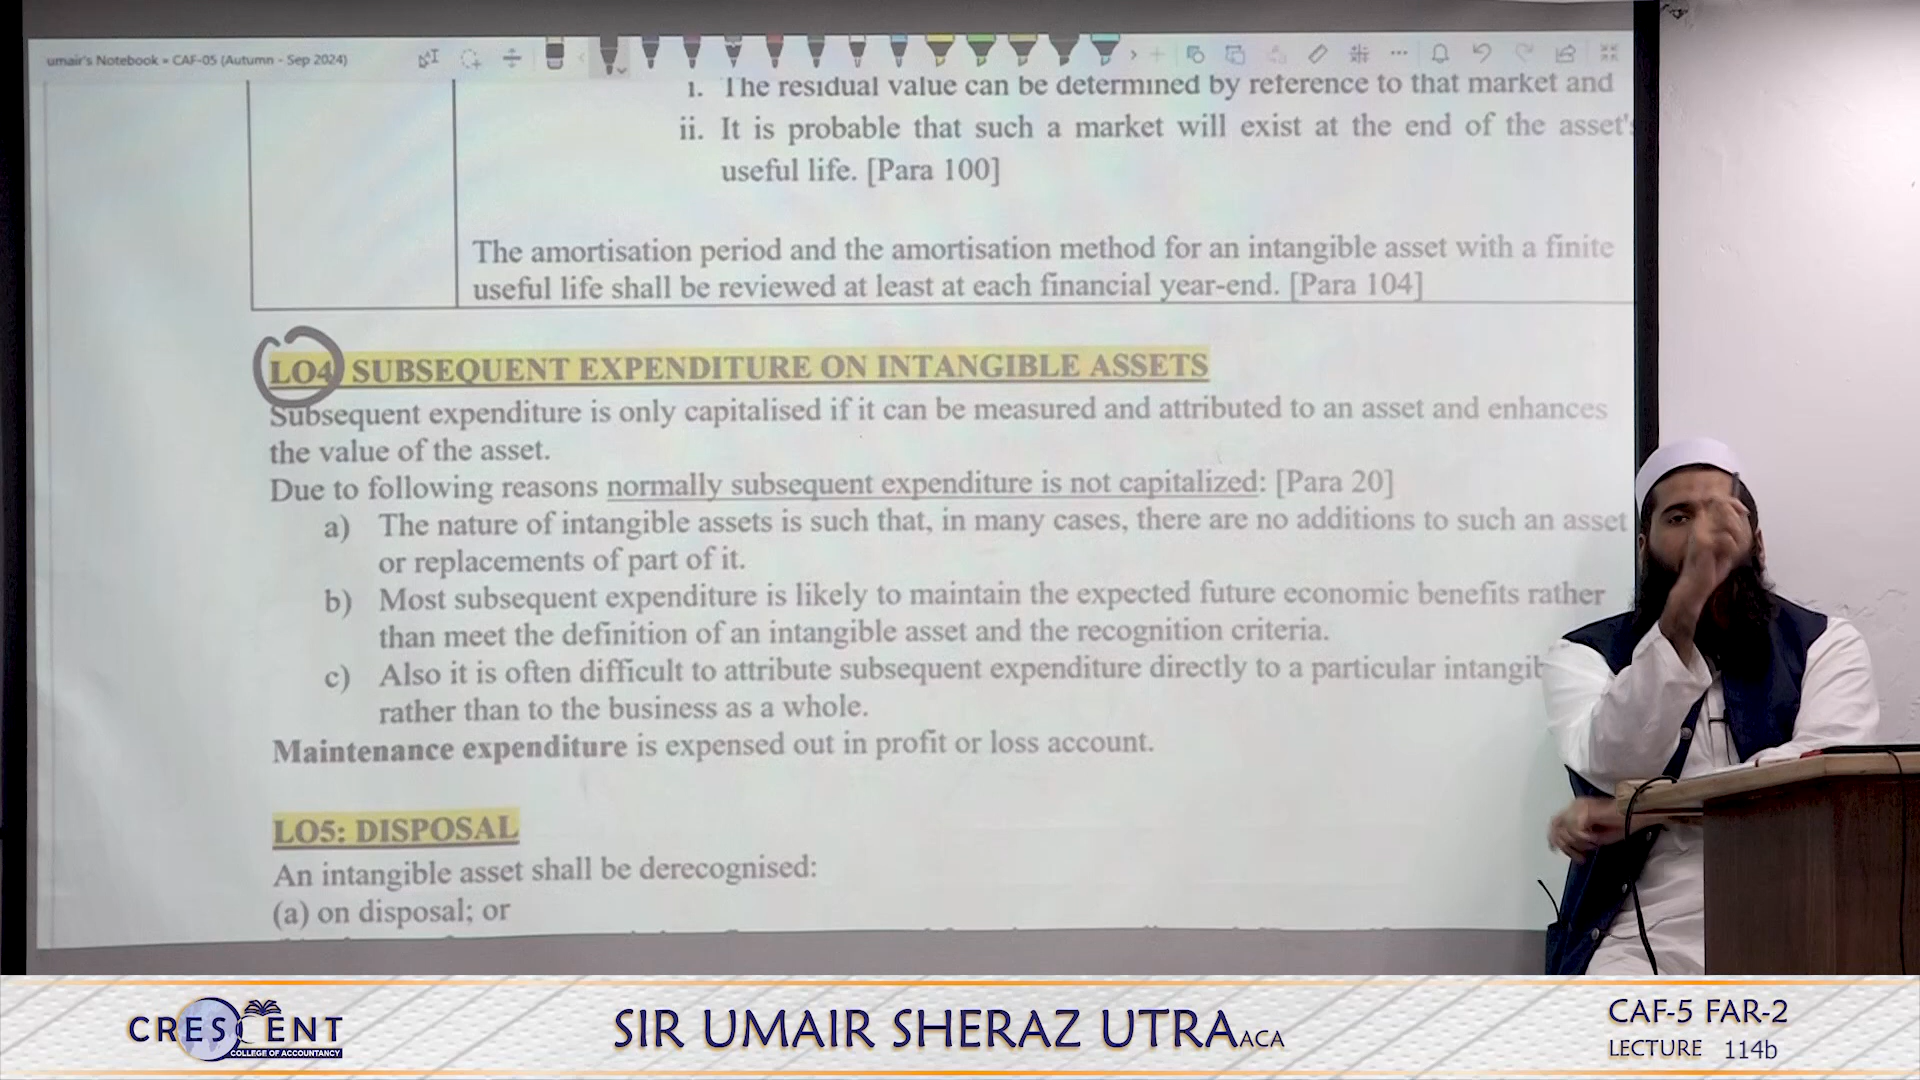 umair's Notebook » CAF-05 (Autumn - Sep 2024)
i. The residual value can be determined by reference to that market and
ii. It is probable that such a market will exist at the end of the asset's
useful life. [Para 100]
The amortisation period and the amortisation method for an intangible asset with a finite
useful life shall be reviewed at least at each financial year-end. [Para 104]
LO4 SUBSEQUENT EXPENDITURE ON INTANGIBLE ASSETS
Subsequent expenditure is only capitalised if it can be measured and attributed to an asset and enhances
the value of the asset.
Due to following reasons normally subsequent expenditure is not capitalized: [Para 20]
a) The nature of intangible assets is such that, in many cases, there are no additions to such an asset
or replacements of part of it.
b) Most subsequent expenditure is likely to maintain the expected future economic benefits rather
than meet the definition of an intangible asset and the recognition criteria.
c) Also it is often difficult to attribute subsequent expenditure directly to a particular intangib
rather than to the business as a whole.
Maintenance expenditure is expensed out in profit or loss account.
LO5: DISPOSAL
An intangible asset shall be derecognised:
(a) on disposal; or
CRESCENT
COLLEGE OF ACCOUNTANCY
SIR UMAIR SHERAZ UTRA ACA
CAF-5 FAR-2
LECTURE 114b